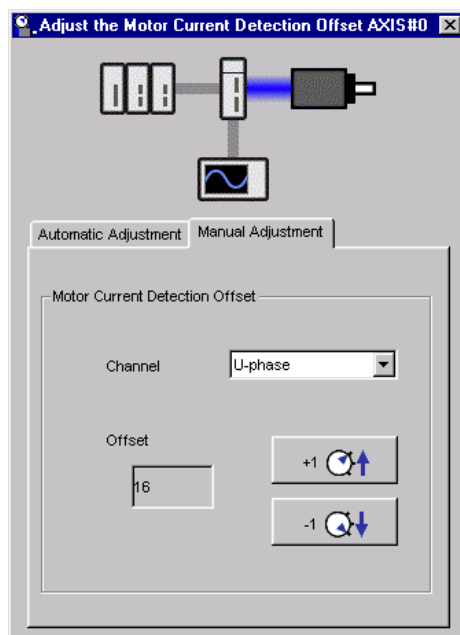 Adjust the Motor Current Detection Offset AXIS#0
Automatic Adjustment
Manual Adjustment
Motor Current Detection Offset
Channel
U-phase
Offset
16
+1
-1